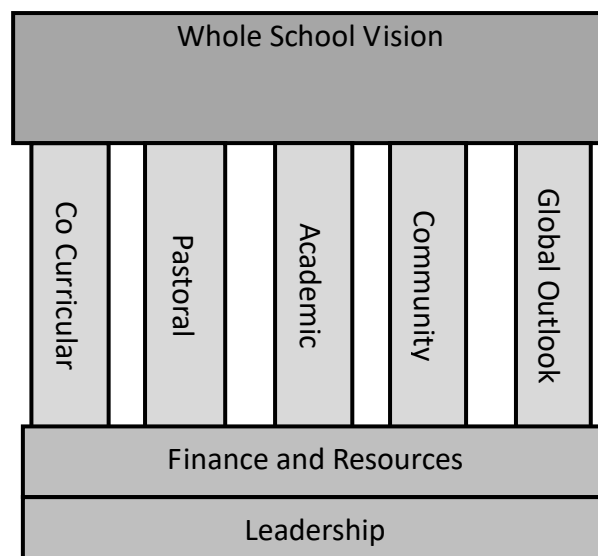 Whole School Vision
Co Curricular
Pastoral
Academic
Community
Global Outlook
Finance and Resources
Leadership